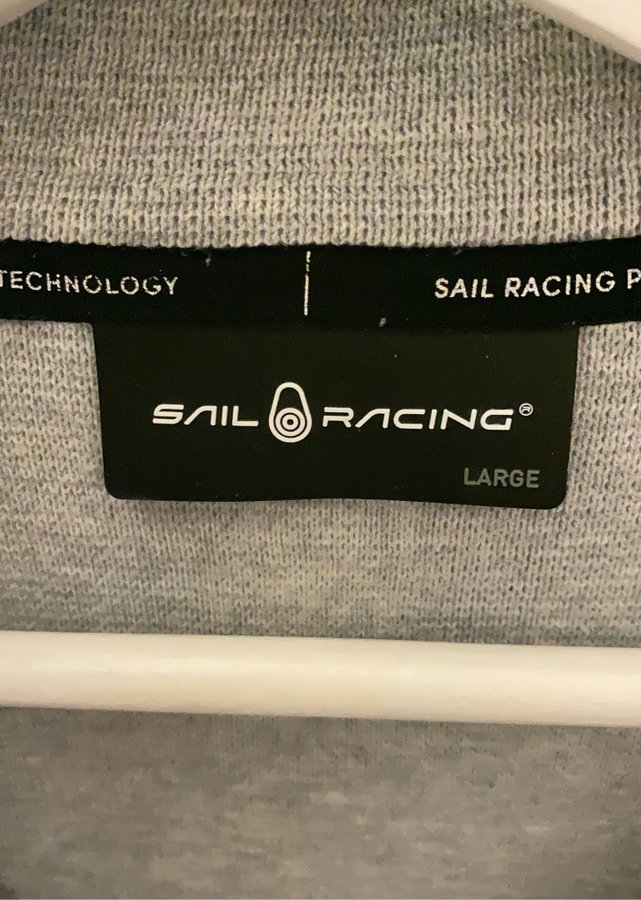 TECHNOLOGY | SAIL RACING P
SAIL RACING®
LARGE